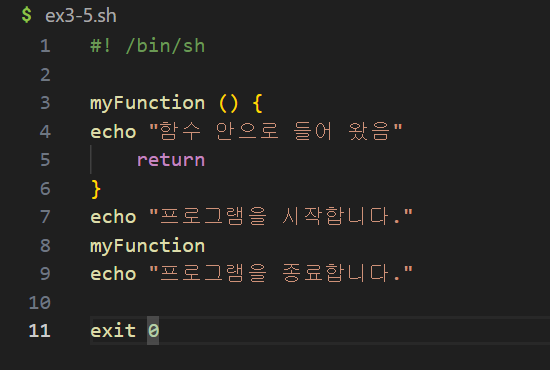 $ ex3-5.sh
1 #! /bin/sh
2
3 myFunction () {
4 echo "함수 안으로 들어 왔음"
5     return
6 }
7 echo "프로그램을 시작합니다."
8 myFunction
9 echo "프로그램을 종료합니다."
10
11 exit 0